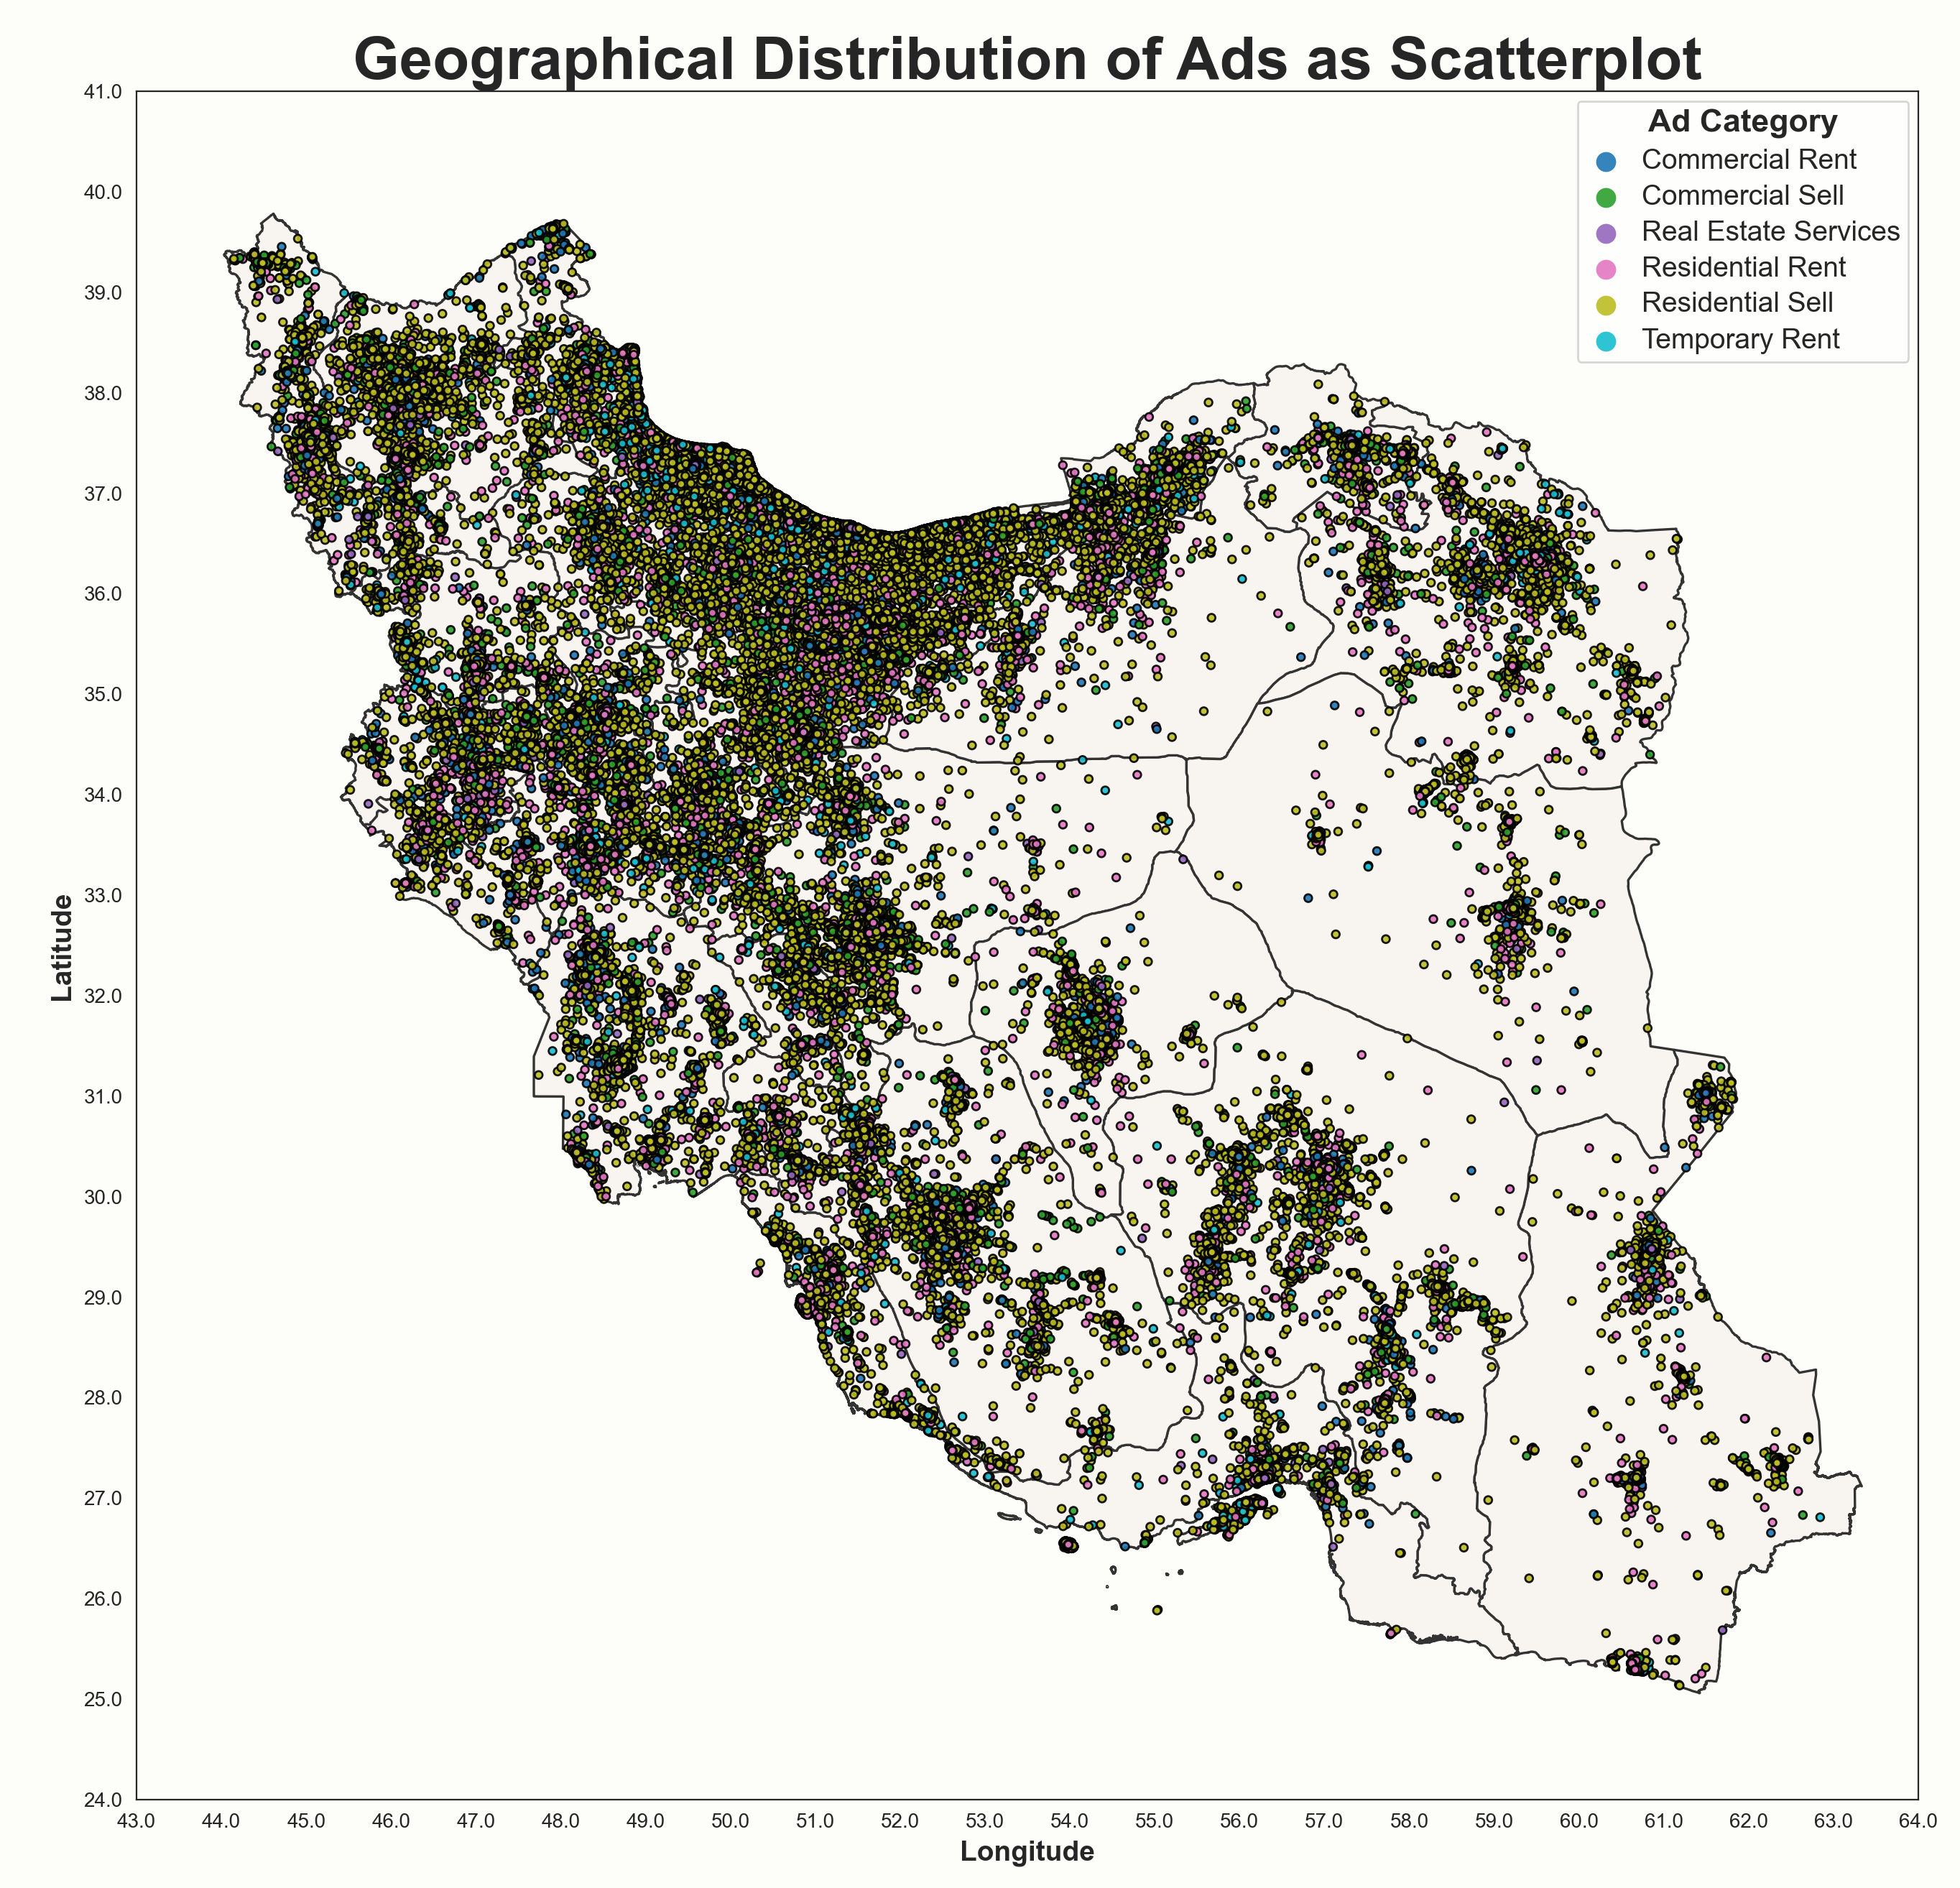 Geographical Distribution of Ads as Scatterplot
Ad Category
Commercial Rent
Commercial Sell
Real Estate Services
Residential Rent
Residential Sell
Temporary Rent
Latitude
41.0
40.0
39.0
38.0
37.0
36.0
35.0
34.0
33.0
32.0
31.0
30.0
29.0
28.0
27.0
26.0
25.0
24.0
43.0 44.0 45.0 46.0 47.0 48.0 49.0 50.0 51.0 52.0 53.0 54.0 55.0 56.0 57.0 58.0 59.0 60.0 61.0 62.0 63.0 64.0
Longitude